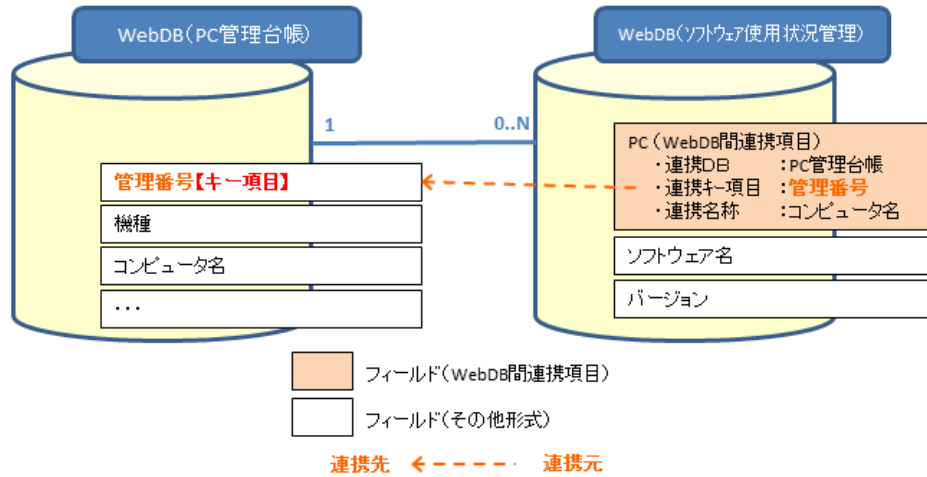 WebDB(PC管理台帳)
WebDB(ソフトウェア使用状況管理)
1
0..N
管理番号【キー項目】
機種
コンピュータ名
・・・
PC(WebDB間連携項目)
・連携DB :PC管理台帳
・連携キー項目 :管理番号
・連携名称 :コンピュータ名
ソフトウェア名
バージョン
フィールド(WebDB間連携項目)
フィールド(その他形式)
連携先 連携元